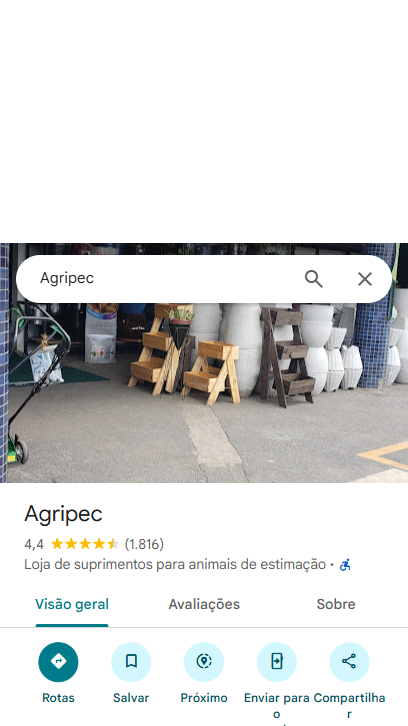 Agripec
Agripec
4,4 (1.816)
Loja de suprimentos para animais de estimação ·
Visão geral
Avaliações
Sobre
Rotas
Salvar
Próximo
Enviar para
o
Compartilha
r